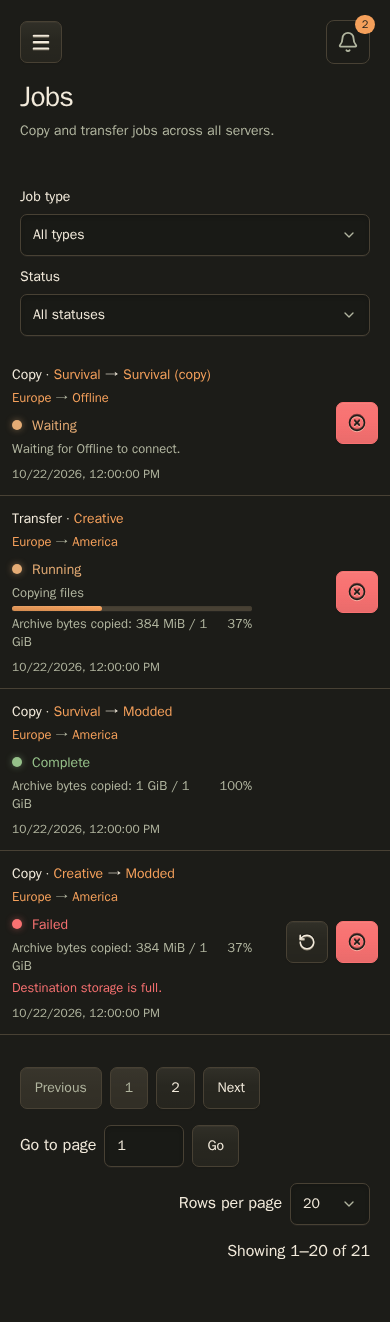 2
Jobs
Copy and transfer jobs across all servers.
Job type
All types
Status
All statuses
Copy · Survival → Survival (copy)
Europe → Offline
Waiting
Waiting for Offline to connect.
10/22/2026, 12:00:00 PM
Transfer · Creative
Europe → America
Running
Copying files
Archive bytes copied: 384 MiB / 1 37%
GiB
10/22/2026, 12:00:00 PM
Copy · Survival → Modded
Europe → America
Complete
Archive bytes copied: 1 GiB / 1 100%
GiB
10/22/2026, 12:00:00 PM
Copy · Creative → Modded
Europe → America
Failed
Archive bytes copied: 384 MiB / 1 37%
GiB
Destination storage is full.
10/22/2026, 12:00:00 PM
Previous 1 2 Next
Go to page 1 Go
Rows per page 20
Showing 1–20 of 21